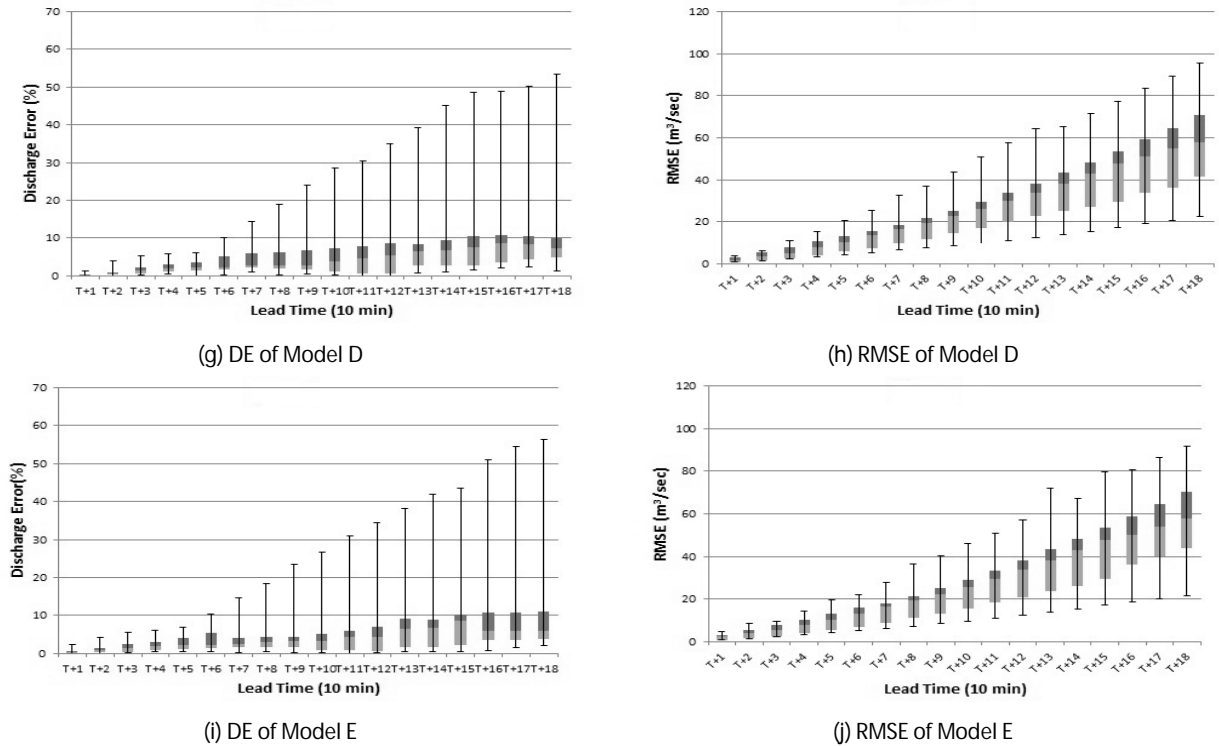 70
60
50
40
30
20
10
0
Discharge Error (%)
T+1 T+2 T+3 T+4 T+5 T+6 T+7 T+8 T+9 T+10 T+11 T+12 T+13 T+14 T+15 T+16 T+17 T+18
Lead Time (10 min)
(g) DE of Model D
120
100
80
60
40
20
0
RMSE (m³/sec)
T+1 T+2 T+3 T+4 T+5 T+6 T+7 T+8 T+9 T+10 T+11 T+12 T+13 T+14 T+15 T+16 T+17 T+18
Lead Time (10 min)
(h) RMSE of Model D
70
60
50
40
30
20
10
0
Discharge Error(%)
T+1 T+2 T+3 T+4 T+5 T+6 T+7 T+8 T+9 T+10 T+11 T+12 T+13 T+14 T+15 T+16 T+17 T+18
Lead Time (10 min)
(i) DE of Model E
120
100
80
60
40
20
0
RMSE (m³/sec)
T+1 T+2 T+3 T+4 T+5 T+6 T+7 T+8 T+9 T+10 T+11 T+12 T+13 T+14 T+15 T+16 T+17 T+18
Lead Time (10 min)
(j) RMSE of Model E